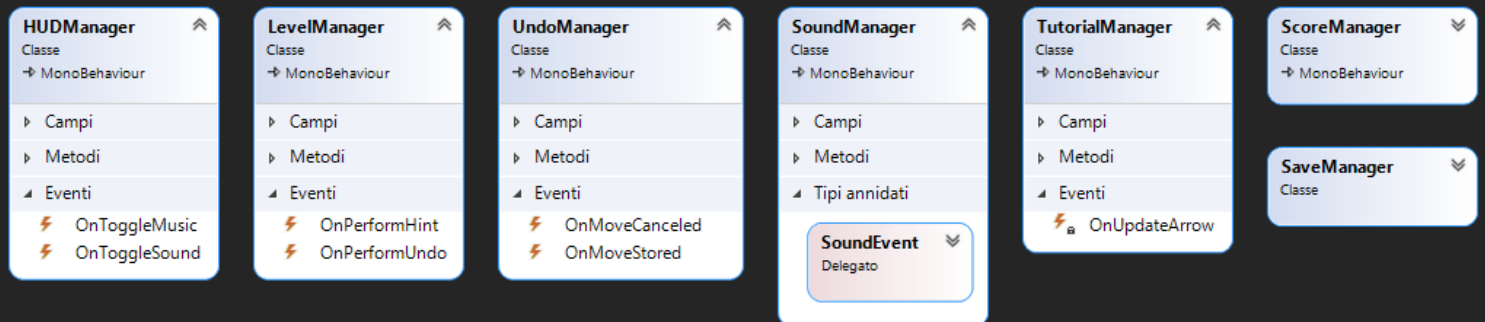 HUDManager
Classe
MonoBehaviour
Campi
Metodi
Eventi
OnToggleMusic
OnToggleSound
LevelManager
Classe
MonoBehaviour
Campi
Metodi
Eventi
OnPerformHint
OnPerformUndo
UndoManager
Classe
MonoBehaviour
Campi
Metodi
Eventi
OnMoveCanceled
OnMoveStored
SoundManager
Classe
MonoBehaviour
Campi
Metodi
Tipi annidati
SoundEvent
Delegato
TutorialManager
Classe
MonoBehaviour
Campi
Metodi
Eventi
OnUpdateArrow
ScoreManager
Classe
MonoBehaviour
SaveManager
Classe